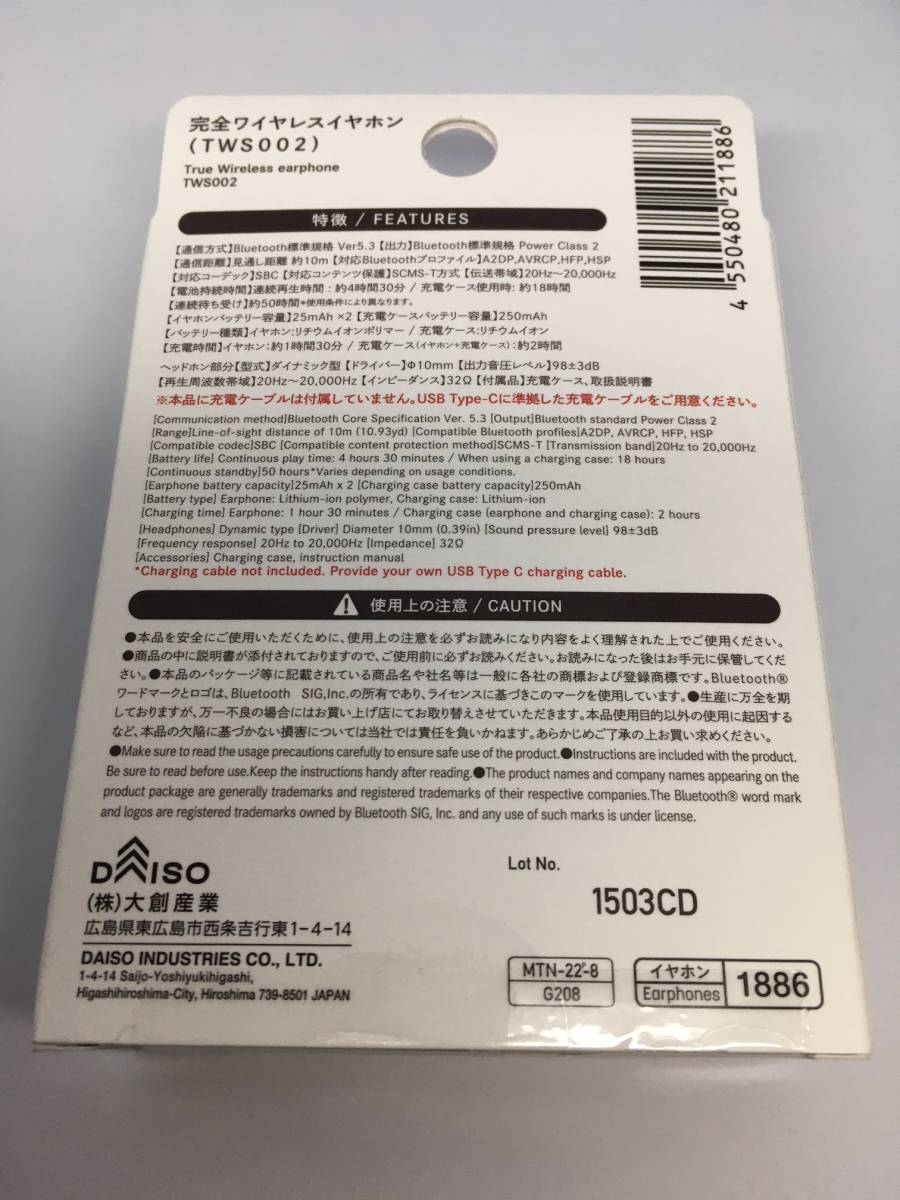 完全ワイヤレスイヤホン
(TWS002)
True Wireless earphone
TWS002
4 550480 211886
特徴 / FEATURES
【通信方式】Bluetooth標準規格 Ver5.3 【出力】Bluetooth標準規格 Power Class 2
【通信距離】見通し距離 約10m 【対応Bluetoothプロファイル】A2DP,AVRCP,HFP,HSP
【対応コーデック】SBC 【対応コンテンツ保護】SCMS-T方式 【伝送帯域】20Hz〜20,000Hz
【電池持続時間】連続再生時間：約4時間30分 / 充電ケース使用時: 約18時間
【連続待ち受け】約50時間*使用条件により異なります。
【イヤホンバッテリー容量】25mAh ×2 【充電ケースバッテリー容量】250mAh
【バッテリー種類】イヤホン:リチウムイオンポリマー / 充電ケース:リチウムイオン
【充電時間】イヤホン:約1時間30分 / 充電ケース(イヤホン+充電ケース):約2時間
ヘッドホン部分【型式】ダイナミック型 【ドライバー】Φ10mm 【出力音圧レベル】98±3dB
【再生周波数帯域】20Hz〜20,000Hz 【インピーダンス】32Ω 【付属品】充電ケース、取扱説明書
※本品に充電ケーブルは付属していません。USB Type-Cに準拠した充電ケーブルをご用意ください。
[Communication method]Bluetooth Core Specification Ver. 5.3 [Output]Bluetooth standard Power Class 2
[Range]Line-of-sight distance of 10m (10.93yd) [Compatible Bluetooth profiles]A2DP, AVRCP, HFP, HSP
[Compatible codec]SBC [Compatible content protection method]SCMS-T [Transmission band]20Hz to 20,000Hz
[Battery life] Continuous play time: 4 hours 30 minutes / When using a charging case: 18 hours
[Continuous standby]50 hours*Varies depending on usage conditions.
[Earphone battery capacity]25mAh x 2 [Charging case battery capacity]250mAh
[Battery type] Earphone: Lithium-ion polymer, Charging case: Lithium-ion
[Charging time] Earphone: 1 hour 30 minutes / Charging case (earphone and charging case): 2 hours
[Headphones] Dynamic type [Driver] Diameter 10mm (0.39in) [Sound pressure level] 98±3dB
[Frequency response] 20Hz to 20,000Hz [Impedance] 32Ω
[Accessories] Charging case, instruction manual
*Charging cable not included. Provide your own USB Type C charging cable.
使用上の注意 / CAUTION
●本品を安全にご使用いただくために、使用上の注意を必ずお読みになり内容をよく理解された上でご使用ください。
●商品の中に説明書が添付されておりますので、ご使用前に必ずお読みください。お読みになった後はお手元に保管してくだ
さい。●本品のパッケージ等に記載されている商品名や社名等は一般に各社の商標および登録商標です。Bluetooth®
ワードマークとロゴは、Bluetooth SIG,Inc.の所有であり、ライセンスに基づきこのマークを使用しています。●生産に万全を期
しておりますが、万一不良の場合にはお買い上げ店にてお取り替えさせていただきます。本品使用目的以外の使用に起因する
など、本品の欠陥に基づかない損害については当社では責任を負いかねます。あらかじめご了承の上お買い求めください。
●Make sure to read the usage precautions carefully to ensure safe use of the product.●Instructions are included with the product.
Be sure to read before use.Keep the instructions handy after reading.●The product names and company names appearing on the
product package are generally trademarks and registered trademarks of their respective companies.The Bluetooth® word mark
and logos are registered trademarks owned by Bluetooth SIG, Inc. and any use of such marks is under license.
DAISO
(株)大創産業
広島県東広島市西条吉行東1-4-14
DAISO INDUSTRIES CO., LTD.
1-4-14 Saijo-Yoshiyukihigashi,
Higashihiroshima-City, Hiroshima 739-8501 JAPAN
Lot No.
1503CD
MTN-22-8
G208
イヤホン
Earphones
1886